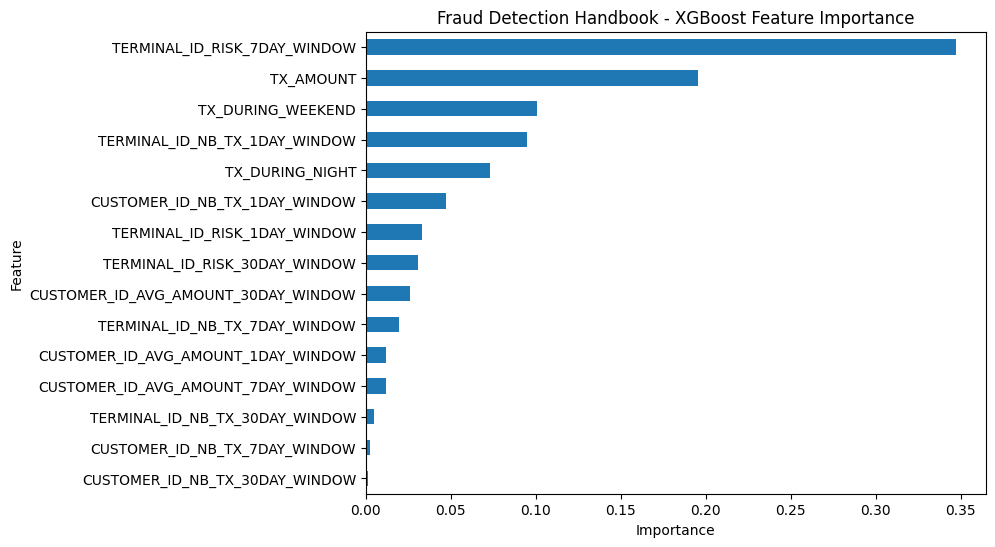 Fraud Detection Handbook - XGBoost Feature Importance
TERMINAL_ID_RISK_7DAY_WINDOW
TX_AMOUNT
TX_DURING_WEEKEND
TERMINAL_ID_NB_TX_1DAY_WINDOW
TX_DURING_NIGHT
CUSTOMER_ID_NB_TX_1DAY_WINDOW
TERMINAL_ID_RISK_1DAY_WINDOW
TERMINAL_ID_RISK_30DAY_WINDOW
CUSTOMER_ID_AVG_AMOUNT_30DAY_WINDOW
TERMINAL_ID_NB_TX_7DAY_WINDOW
CUSTOMER_ID_AVG_AMOUNT_1DAY_WINDOW
CUSTOMER_ID_AVG_AMOUNT_7DAY_WINDOW
TERMINAL_ID_NB_TX_30DAY_WINDOW
CUSTOMER_ID_NB_TX_7DAY_WINDOW
CUSTOMER_ID_NB_TX_30DAY_WINDOW
Feature
0.00 0.05 0.10 0.15 0.20 0.25 0.30 0.35
Importance